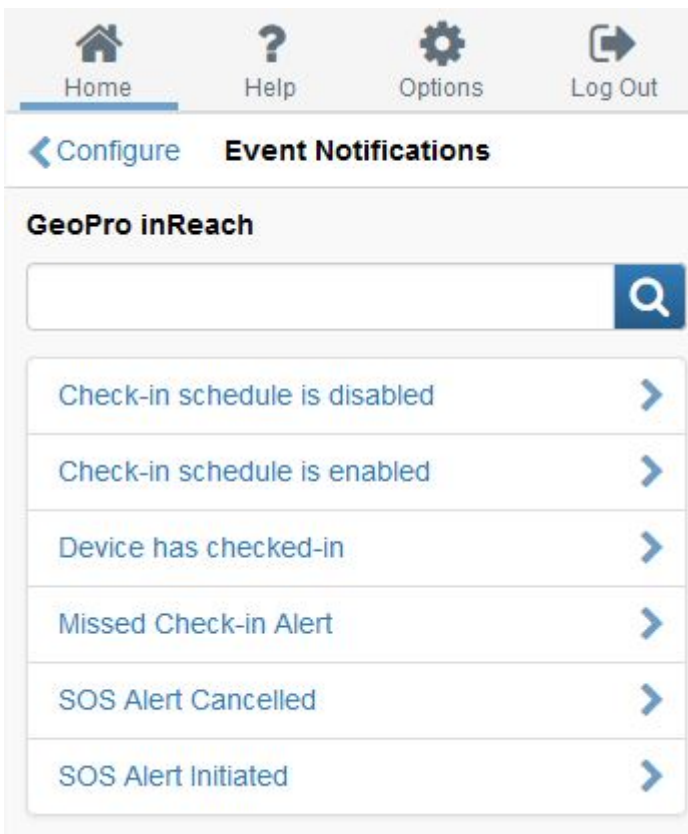 Home Help Options Log Out
Configure Event Notifications
GeoPro inReach
Check-in schedule is disabled
Check-in schedule is enabled
Device has checked-in
Missed Check-in Alert
SOS Alert Cancelled
SOS Alert Initiated